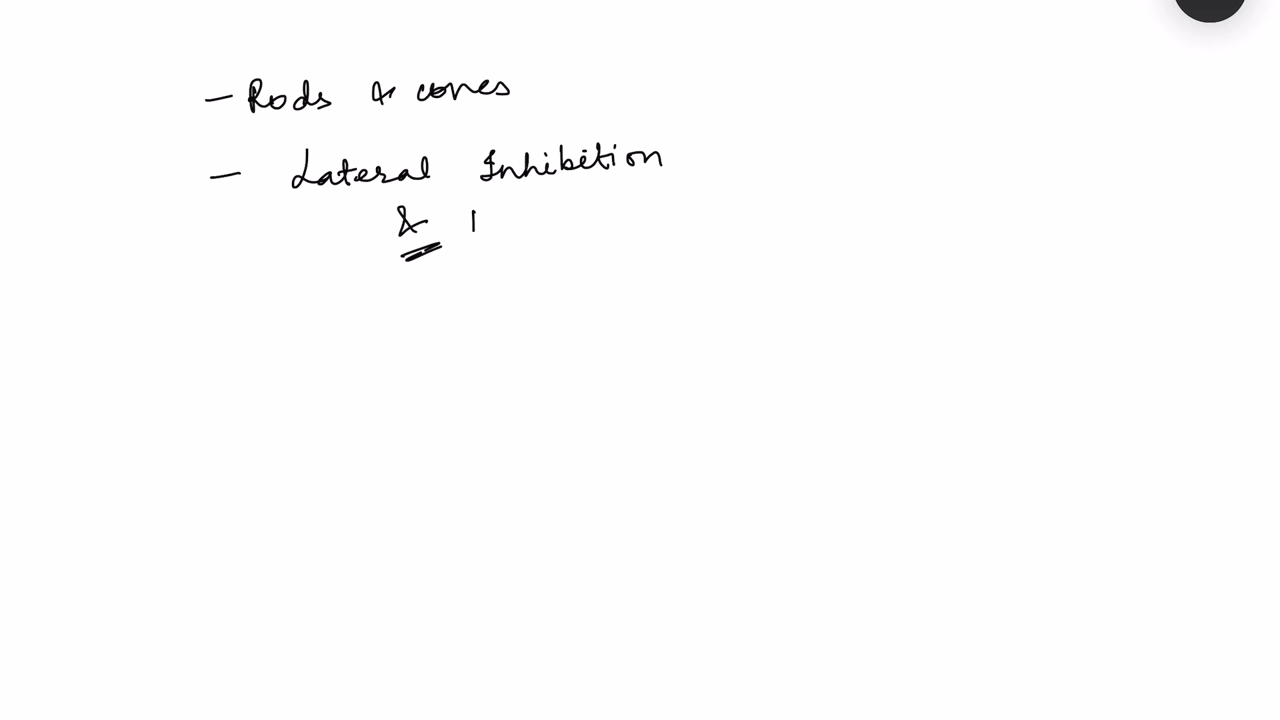 - Rods & cones
- Lateral Inhibition
&